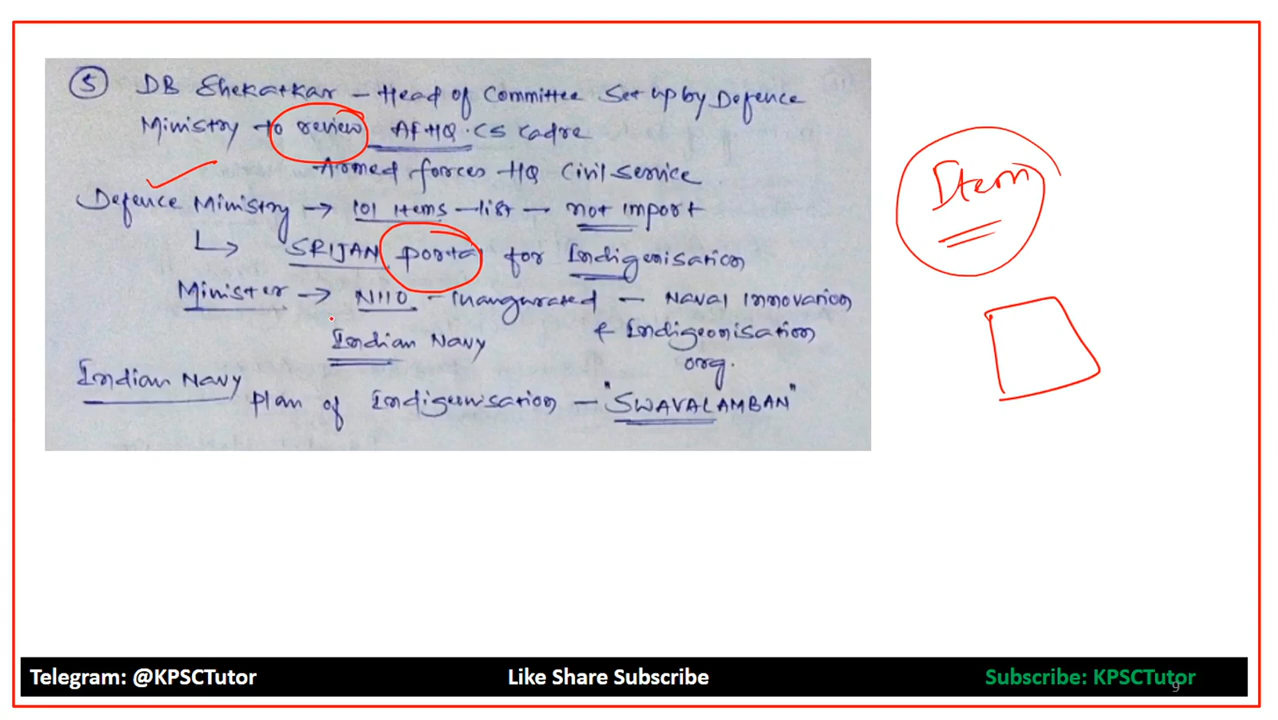 5 DB Shekatkar - Head of Committee Set up by Defence
Ministry to review AFHQ.CS Cadre
Armed forces HQ Civil Service
Defence Ministry → 101 items - list - not import
↳ SRIJAN portal for Indigenisation
Minister → NIIO - Inaugurated - Naval Innovation
Indian Navy & Indigeonisation
org.
Indian Navy
plan of Indigenisation - "SWAVALAMBAN"
Item
Telegram: @KPSCTutor Like Share Subscribe Subscribe: KPSCTutor
9